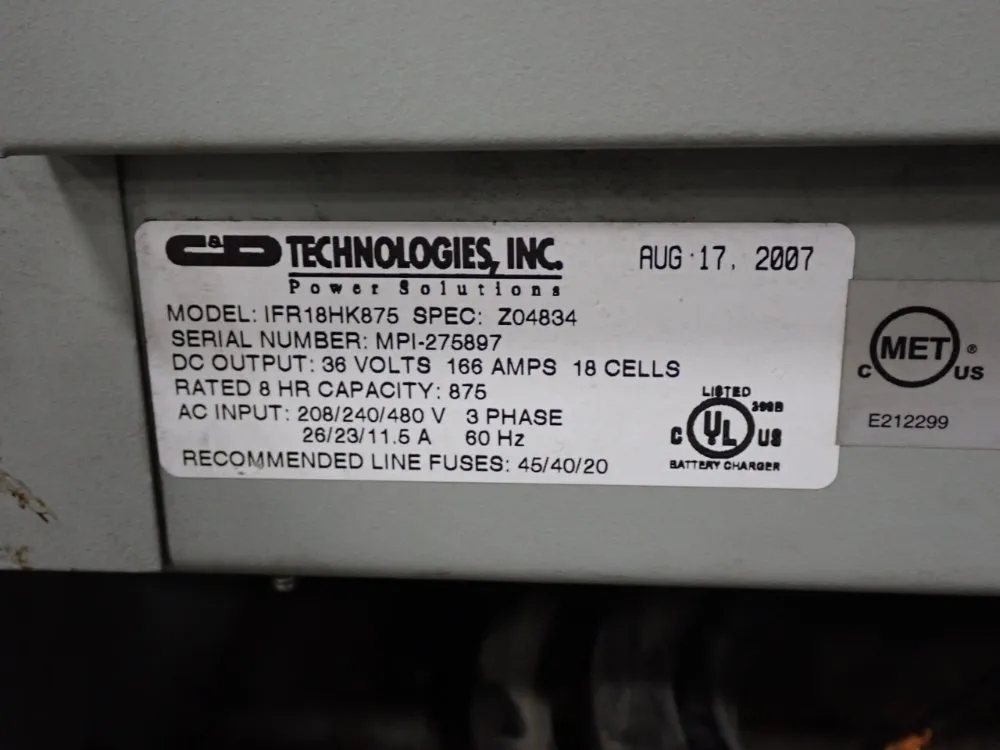 C&D TECHNOLOGIES, INC.
Power Solutions
AUG 17, 2007
MODEL: IFR18HK875 SPEC: Z04834
SERIAL NUMBER: MPI-275897
DC OUTPUT: 36 VOLTS 166 AMPS 18 CELLS
RATED 8 HR CAPACITY: 875
AC INPUT: 208/240/480 V 3 PHASE
26/23/11.5 A 60 Hz
RECOMMENDED LINE FUSES: 45/40/20
LISTED
C UL US
BATTERY CHARGER
C MET ® US
E212299